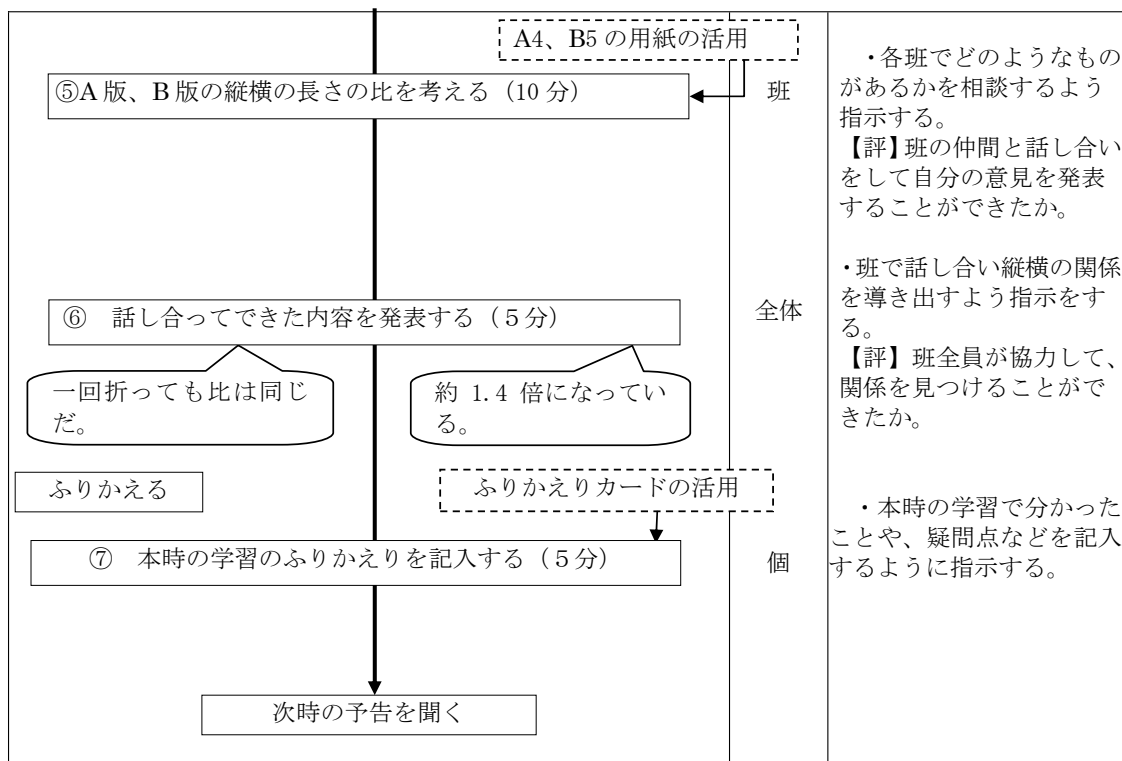 A4、B5 の用紙の活用
⑤A 版、B 版の縦横の長さの比を考える（10 分）
班
・各班でどのようなもの
があるかを相談するよう
指示する。
【評】班の仲間と話し合い
をして自分の意見を発表
することができたか。
・班で話し合い縦横の関係
を導き出すよう指示をす
る。
【評】班全員が協力して、
関係を見つけることがで
きたか。
⑥　話し合ってできた内容を発表する（５分）
全体
一回折っても比は同じ
だ。
約 1.4 倍になってい
る。
ふりかえる
ふりかえりカードの活用
⑦　本時の学習のふりかえりを記入する（５分）
個
・本時の学習で分かった
ことや、疑問点などを記入
するように指示する。
次時の予告を聞く